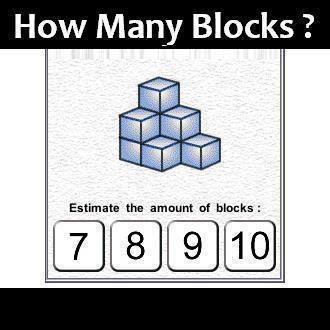 How Many Blocks ?
Estimate the amount of blocks :
7 8 9 10